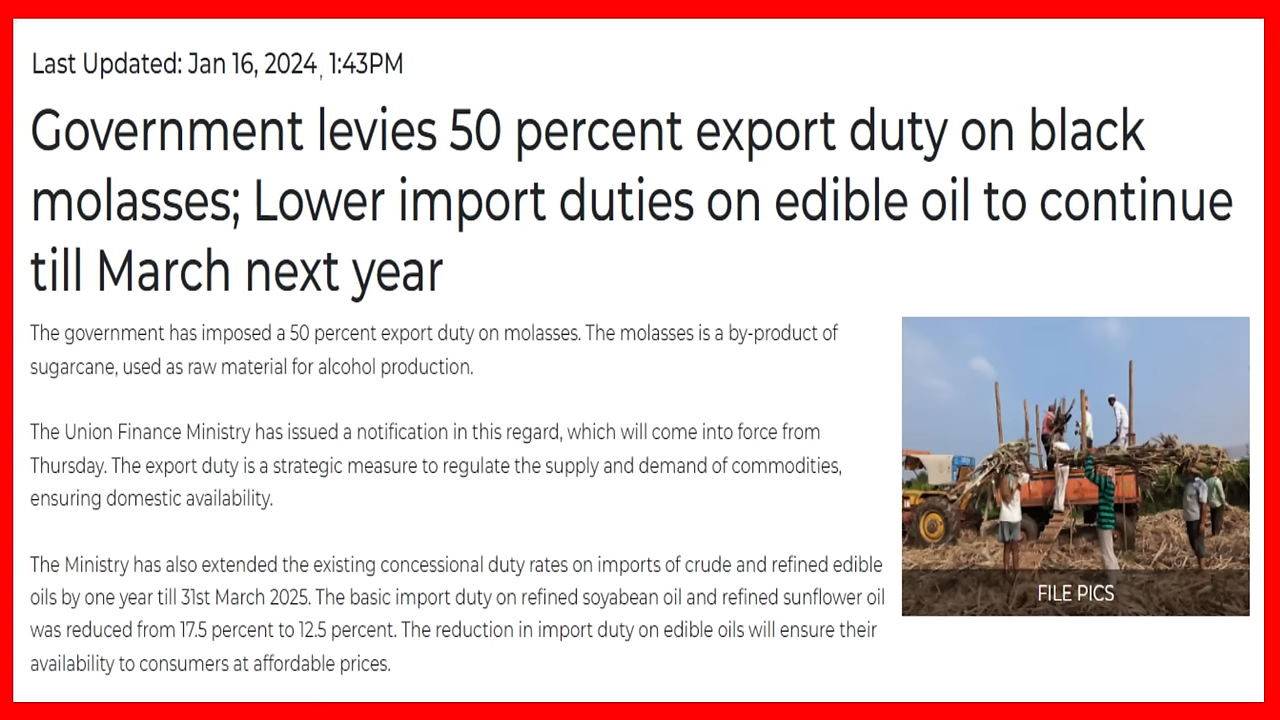 Last Updated: Jan 16, 2024, 1:43PM
Government levies 50 percent export duty on black
molasses; Lower import duties on edible oil to continue
till March next year
The government has imposed a 50 percent export duty on molasses. The molasses is a by-product of
sugarcane, used as raw material for alcohol production.
The Union Finance Ministry has issued a notification in this regard, which will come into force from
Thursday. The export duty is a strategic measure to regulate the supply and demand of commodities,
ensuring domestic availability.
The Ministry has also extended the existing concessional duty rates on imports of crude and refined edible
oils by one year till 31st March 2025. The basic import duty on refined soyabean oil and refined sunflower oil
was reduced from 17.5 percent to 12.5 percent. The reduction in import duty on edible oils will ensure their
availability to consumers at affordable prices.
FILE PICS